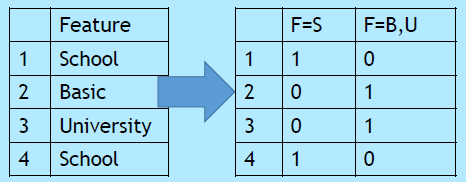 Feature F=S F=B,U
1 School 1 1 0
2 Basic 2 0 1
3 University 3 0 1
4 School 4 1 0